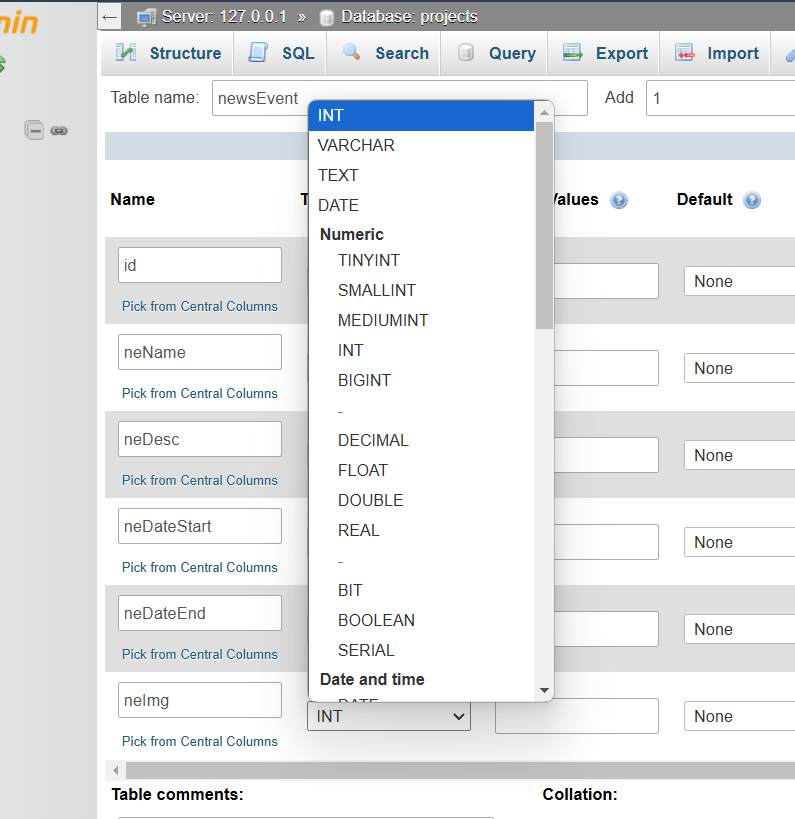 min
← Server: 127.0.0.1 » Database: projects
Structure SQL Search Query Export Import
Table name: newsEvent Add 1
Name Values Default
id None
Pick from Central Columns
neName None
Pick from Central Columns
neDesc None
Pick from Central Columns
neDateStart None
Pick from Central Columns
neDateEnd None
Pick from Central Columns
neImg INT None
Pick from Central Columns
INT
VARCHAR
TEXT
DATE
Numeric
TINYINT
SMALLINT
MEDIUMINT
INT
BIGINT
-
DECIMAL
FLOAT
DOUBLE
REAL
-
BIT
BOOLEAN
SERIAL
Date and time
DATE
Table comments: Collation: